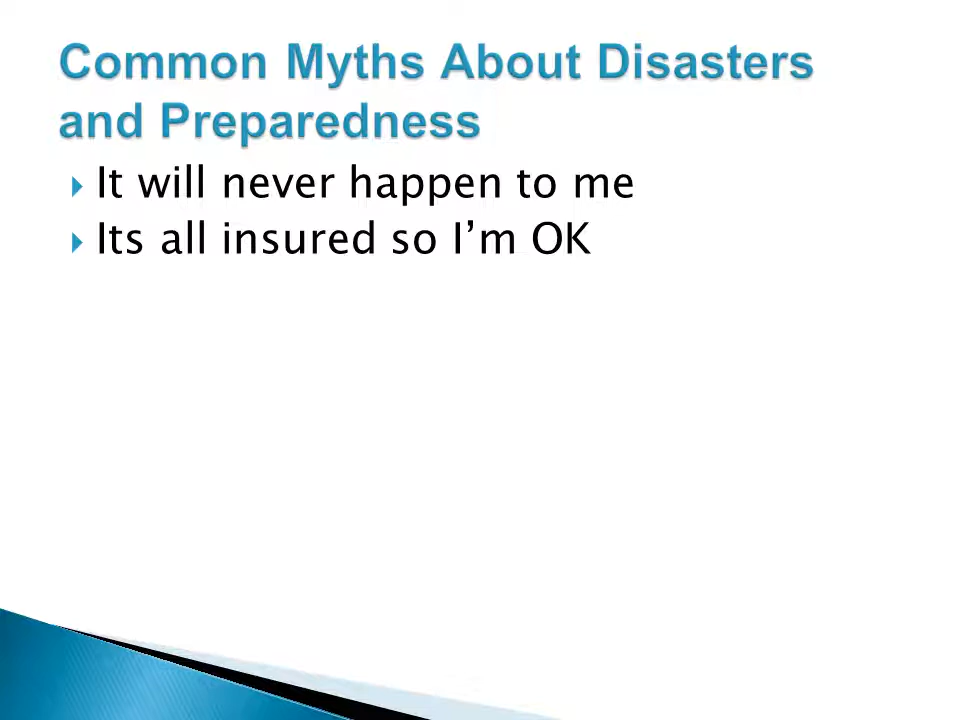 Common Myths About Disasters
and Preparedness
It will never happen to me
Its all insured so I’m OK